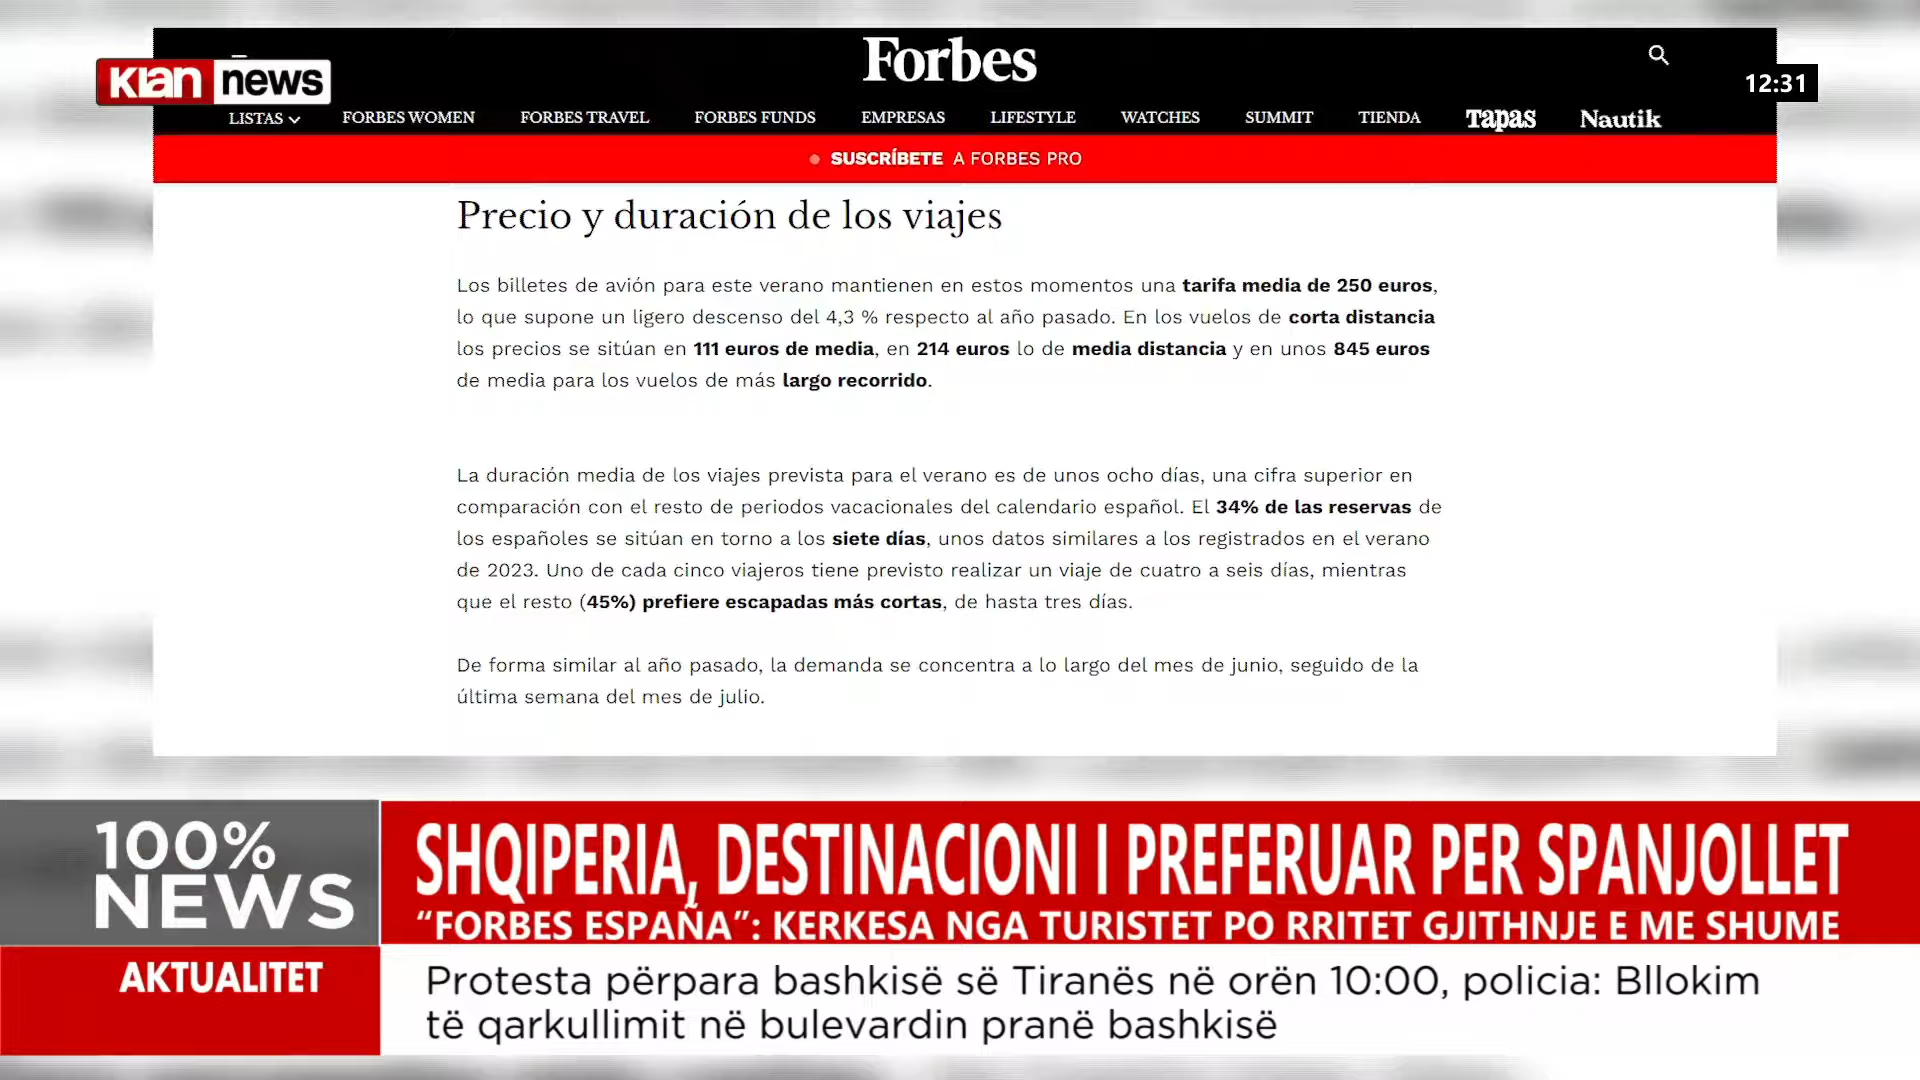 Forbes
klan news
12:31
LISTAS FORBES WOMEN FORBES TRAVEL FORBES FUNDS EMPRESAS LIFESTYLE WATCHES SUMMIT TIENDA Tapas Nautik
SUSCRÍBETE A FORBES PRO
Precio y duración de los viajes
Los billetes de avión para este verano mantienen en estos momentos una tarifa media de 250 euros,
lo que supone un ligero descenso del 4,3 % respecto al año pasado. En los vuelos de corta distancia
los precios se sitúan en 111 euros de media, en 214 euros lo de media distancia y en unos 845 euros
de media para los vuelos de más largo recorrido.
La duración media de los viajes prevista para el verano es de unos ocho días, una cifra superior en
comparación con el resto de periodos vacacionales del calendario español. El 34% de las reservas de
los españoles se sitúan en torno a los siete días, unos datos similares a los registrados en el verano
de 2023. Uno de cada cinco viajeros tiene previsto realizar un viaje de cuatro a seis días, mientras
que el resto (45%) prefiere escapadas más cortas, de hasta tres días.
De forma similar al año pasado, la demanda se concentra a lo largo del mes de junio, seguido de la
última semana del mes de julio.
100%
NEWS
SHQIPERIA, DESTINACIONI I PREFERUAR PER SPANJOLLET
“FORBES ESPAÑA”: KERKESA NGA TURISTET PO RRITET GJITHNJE E ME SHUME
AKTUALITET
Protesta përpara bashkisë së Tiranës në orën 10:00, policia: Bllokim
të qarkullimit në bulevardin pranë bashkisë